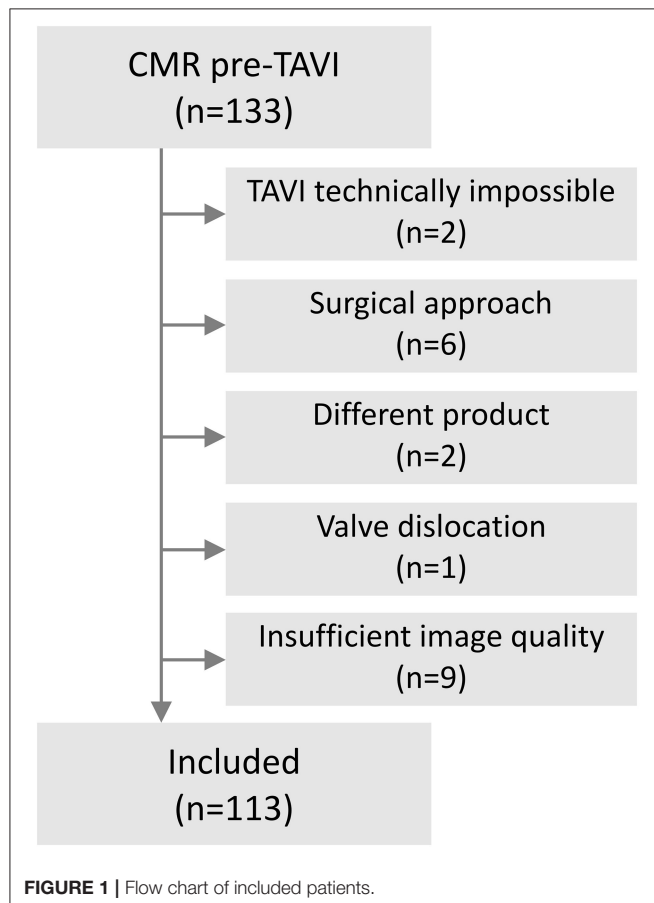 CMR pre-TAVI
(n=133)
TAVI technically impossible
(n=2)
Surgical approach
(n=6)
Different product
(n=2)
Valve dislocation
(n=1)
Insufficient image quality
(n=9)
Included
(n=113)
FIGURE 1 | Flow chart of included patients.